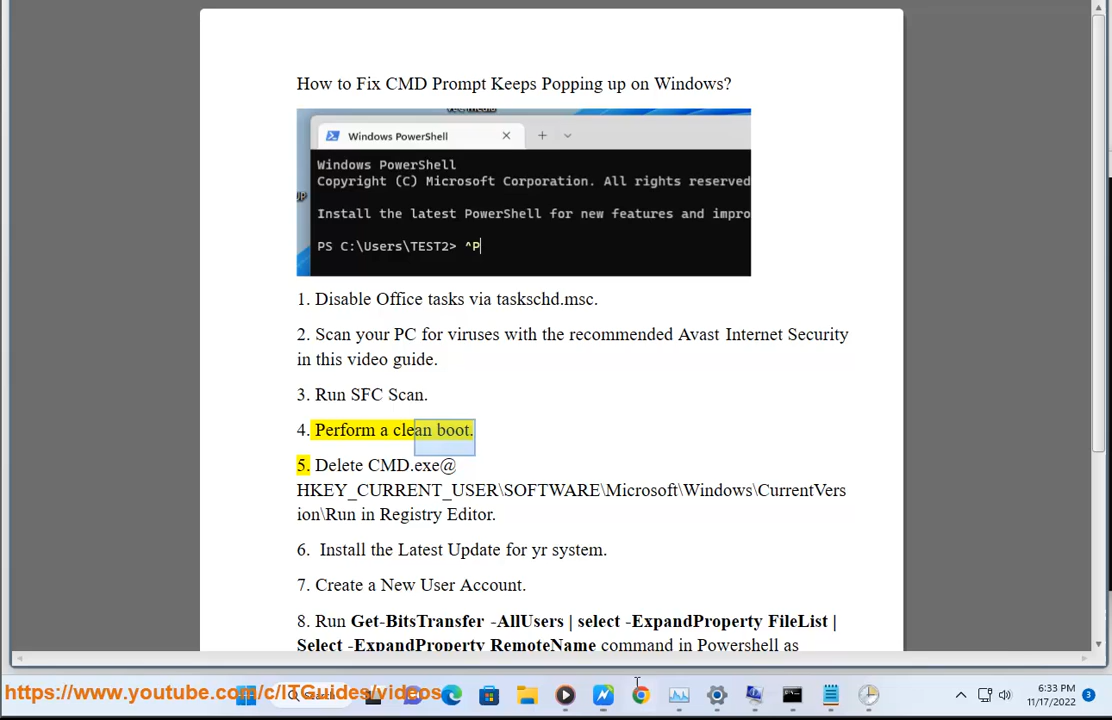 How to Fix CMD Prompt Keeps Popping up on Windows?
Windows PowerShell
Windows PowerShell
Copyright (C) Microsoft Corporation. All rights reserved
Install the latest PowerShell for new features and impro
UP
PS C:\Users\TEST2> ^P
1. Disable Office tasks via taskschd.msc.
2. Scan your PC for viruses with the recommended Avast Internet Security
in this video guide.
3. Run SFC Scan.
4. Perform a clean boot.
5. Delete CMD.exe@
HKEY_CURRENT_USER\SOFTWARE\Microsoft\Windows\CurrentVers
ion\Run in Registry Editor.
6.  Install the Latest Update for yr system.
7. Create a New User Account.
8. Run Get-BitsTransfer -AllUsers | select -ExpandProperty FileList |
Select -ExpandProperty RemoteName command in Powershell as
https://www.youtube.com/c/ITGuides/videos
Search
6:33 PM
11/17/2022
3